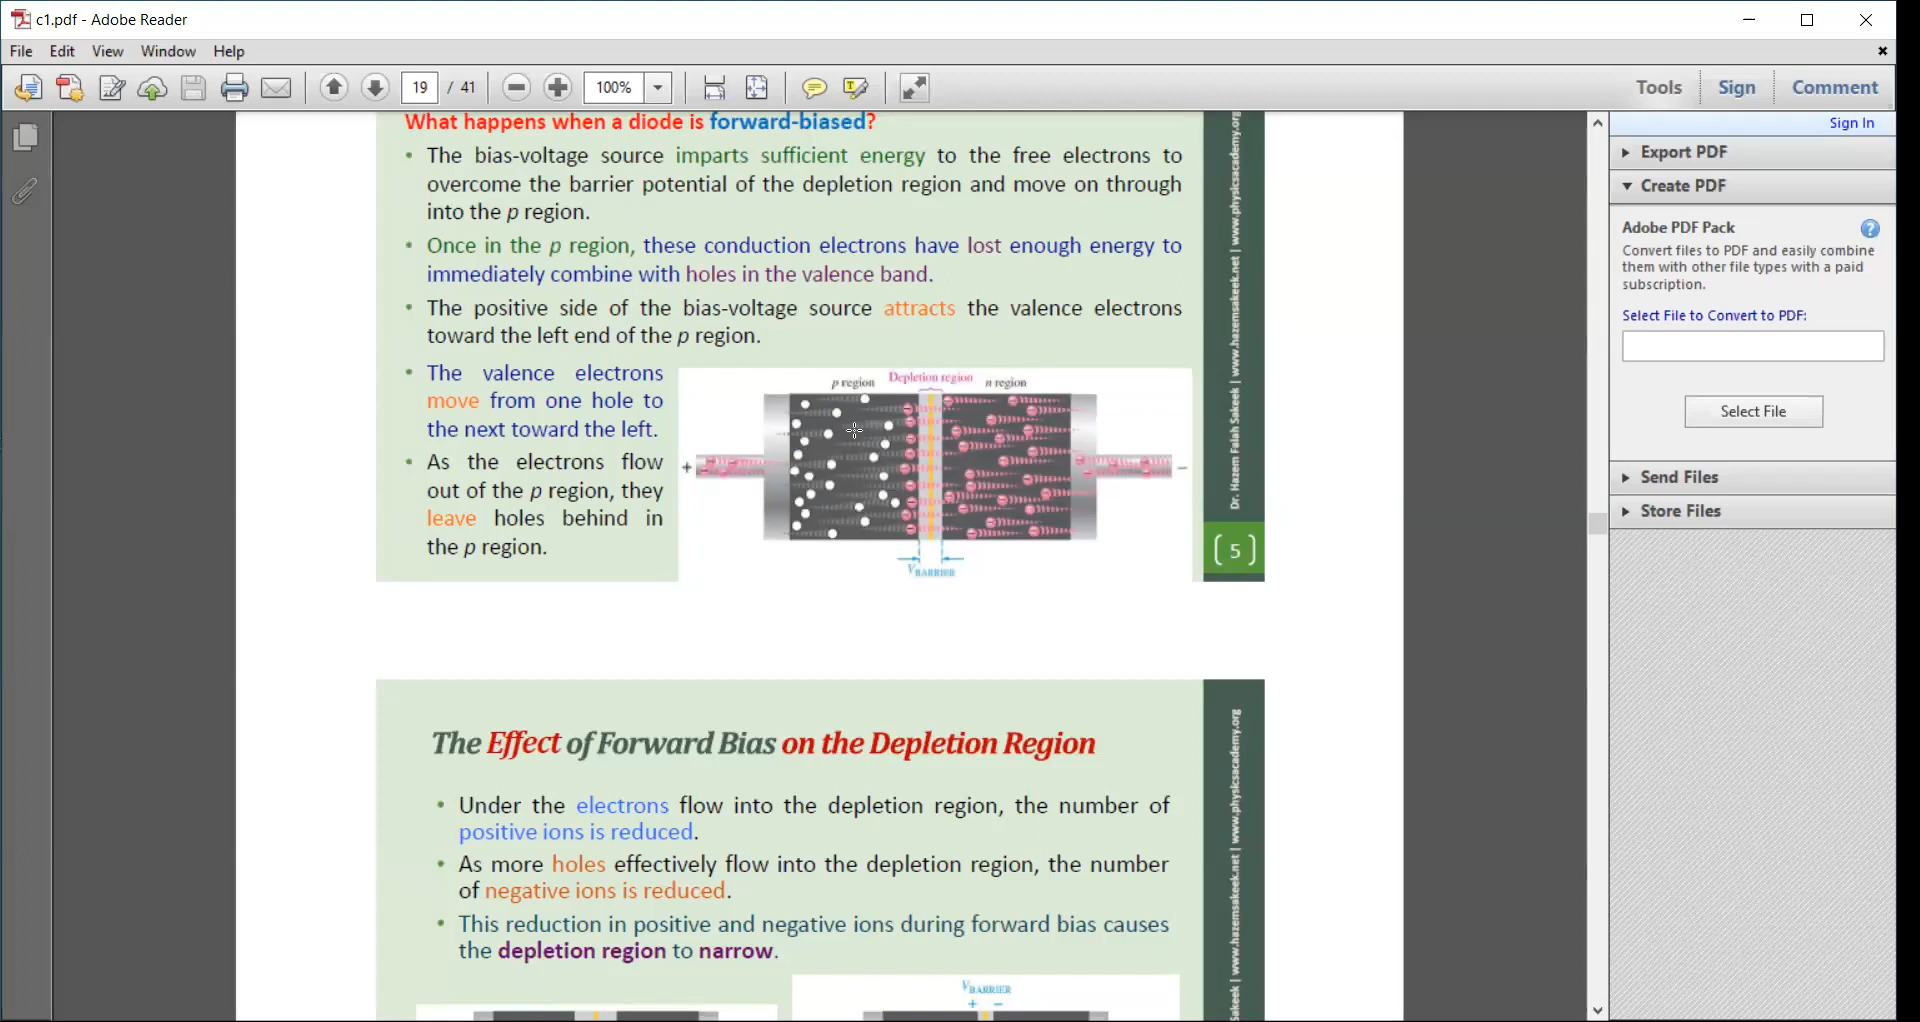 c1.pdf - Adobe Reader
File Edit View Window Help
19 / 41
100%
Tools
Sign
Comment
What happens when a diode is forward-biased?
• The bias-voltage source imparts sufficient energy to the free electrons to
overcome the barrier potential of the depletion region and move on through
into the p region.
• Once in the p region, these conduction electrons have lost enough energy to
immediately combine with holes in the valence band.
• The positive side of the bias-voltage source attracts the valence electrons
toward the left end of the p region.
• The valence electrons
move from one hole to
the next toward the left.
• As the electrons flow
out of the p region, they
leave holes behind in
the p region.
p region Depletion region n region
+ −
VBARRIER
Dr. Hazem Falah Sakeek | www.hazemsakeek.net | www.physicsacademy.org
5
The Effect of Forward Bias on the Depletion Region
• Under the electrons flow into the depletion region, the number of
positive ions is reduced.
• As more holes effectively flow into the depletion region, the number
of negative ions is reduced.
• This reduction in positive and negative ions during forward bias causes
the depletion region to narrow.
VBARRIER
+ −
Sakeek | www.hazemsakeek.net | www.physicsacademy.org
Sign In
Export PDF
Create PDF
Adobe PDF Pack
?
Convert files to PDF and easily combine
them with other file types with a paid
subscription.
Select File to Convert to PDF:
Select File
Send Files
Store Files